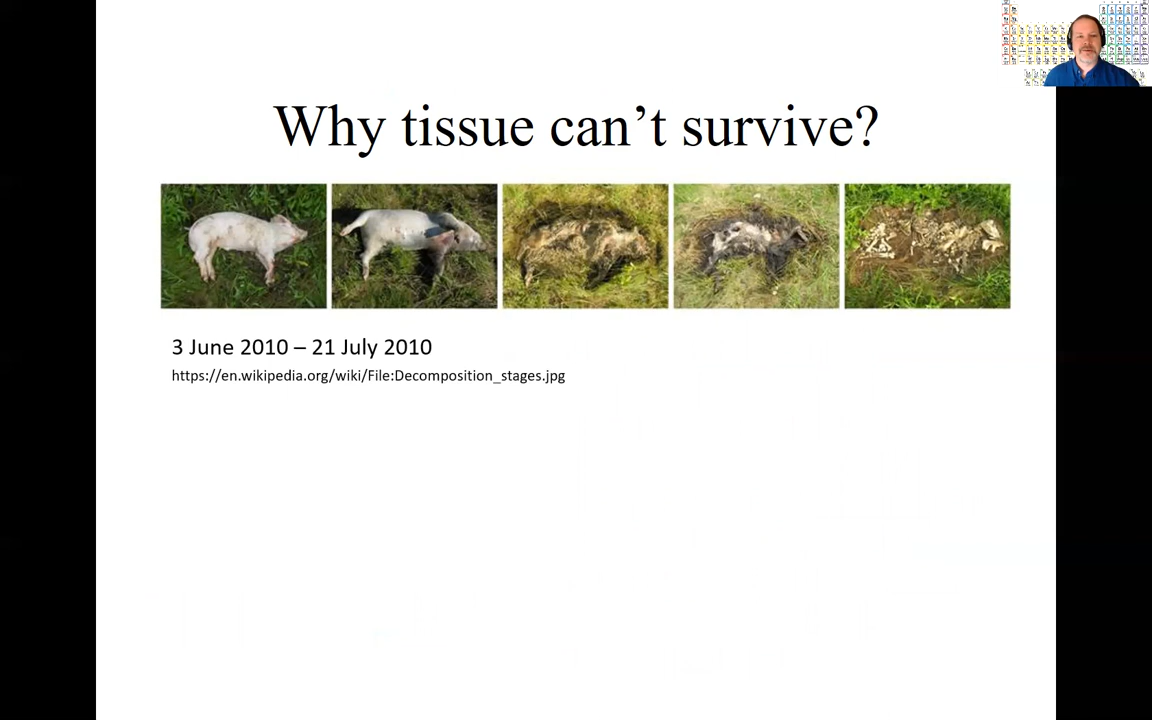 Why tissue can’t survive?
3 June 2010 – 21 July 2010
https://en.wikipedia.org/wiki/File:Decomposition_stages.jpg